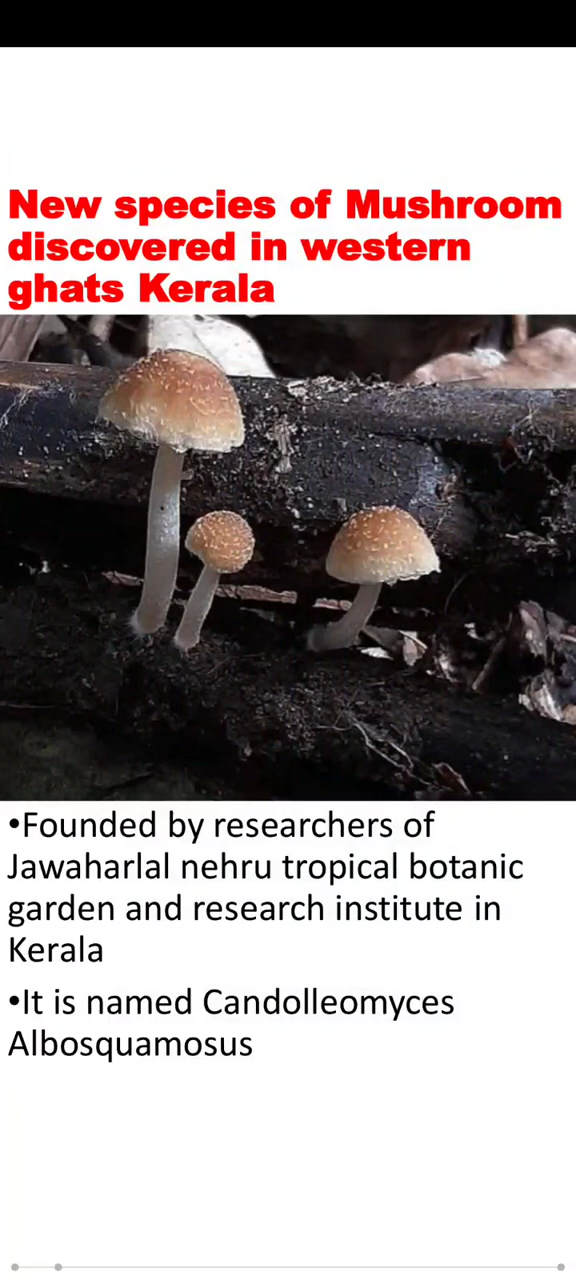 New species of Mushroom
discovered in western
ghats Kerala
•Founded by researchers of
Jawaharlal nehru tropical botanic
garden and research institute in
Kerala
•It is named Candolleomyces
Albosquamosus